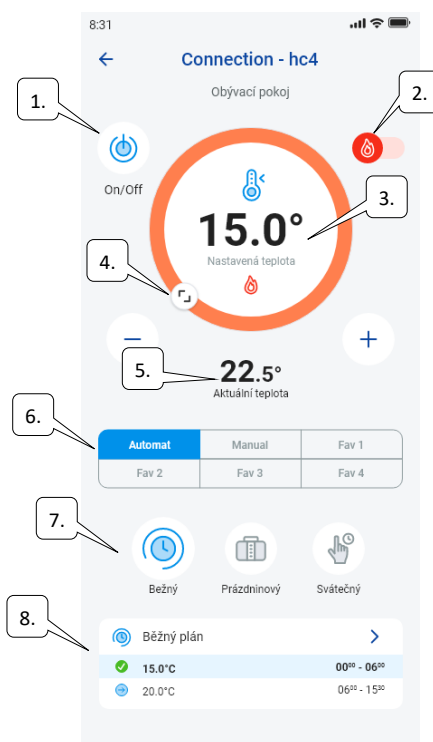 8:31
Connection - hc4
Obývací pokoj
1.
2.
On/Off
3.
15.0°
Nastavená teplota
4.
5.
22.5°
Aktuální teplota
6.
Automat Manual Fav 1
Fav 2 Fav 3 Fav 4
7.
Bežný Prázdninový Svátečný
8.
Běžný plán
15.0°C 00⁰⁰ - 06⁰⁰
20.0°C 06⁰⁰ - 15³⁰